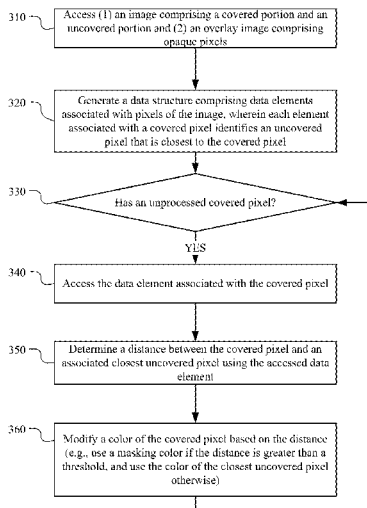 310
Access (1) an image comprising a covered portion and an
uncovered portion and (2) an overlay image comprising
opaque pixels
320
Generate a data structure comprising data elements
associated with pixels of the image, wherein each element
associated with a covered pixel identifies an uncovered
pixel that is closest to the covered pixel
330
Has an unprocessed covered pixel?
YES
340
Access the data element associated with the covered pixel
350
Determine a distance between the covered pixel and an
associated closest uncovered pixel using the accessed data
element
360
Modify a color of the covered pixel based on the distance
(e.g., use a masking color if the distance is greater than a
threshold, and use the color of the closest uncovered pixel
otherwise)